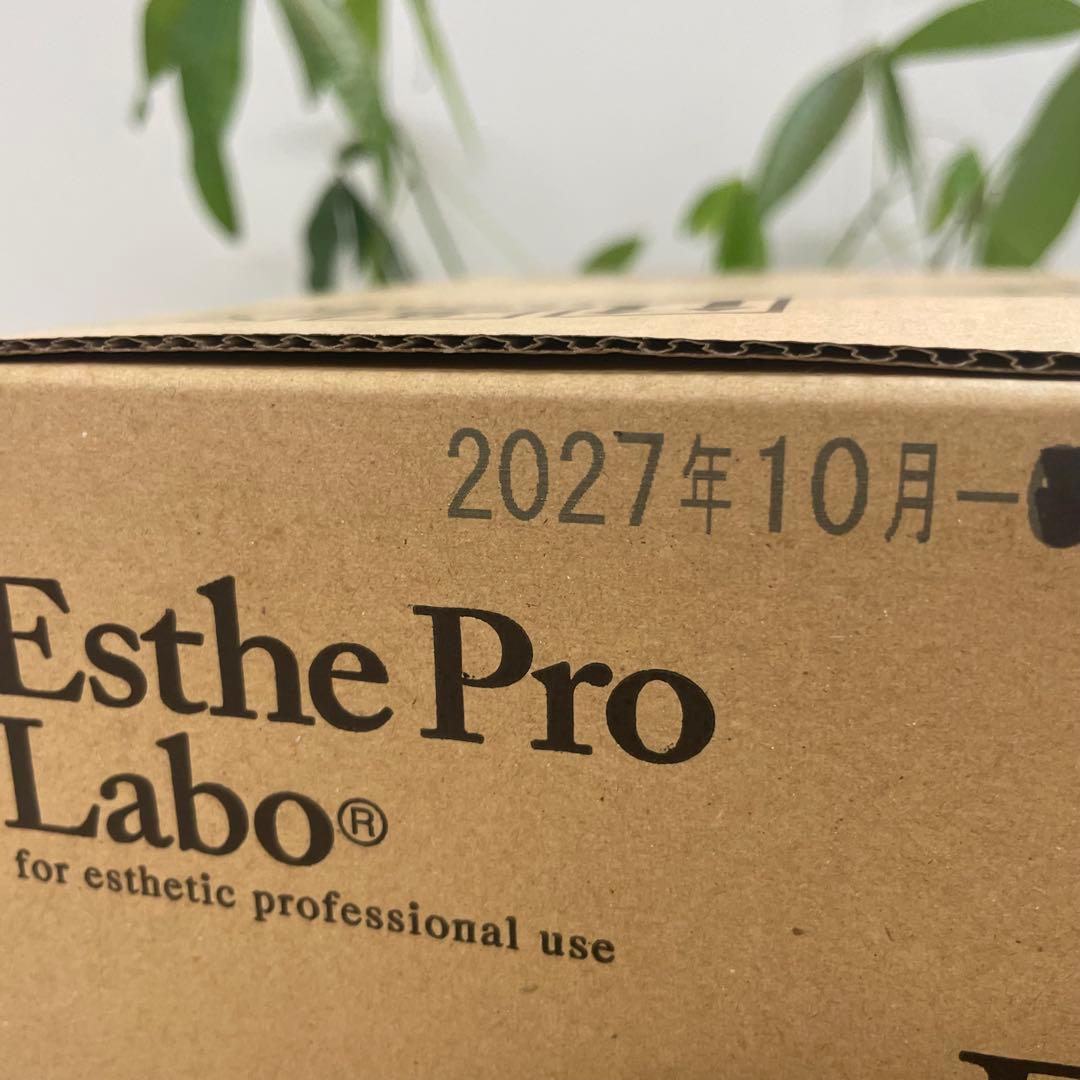 2027年10月-
Esthe Pro
Labo®
for esthetic professional use